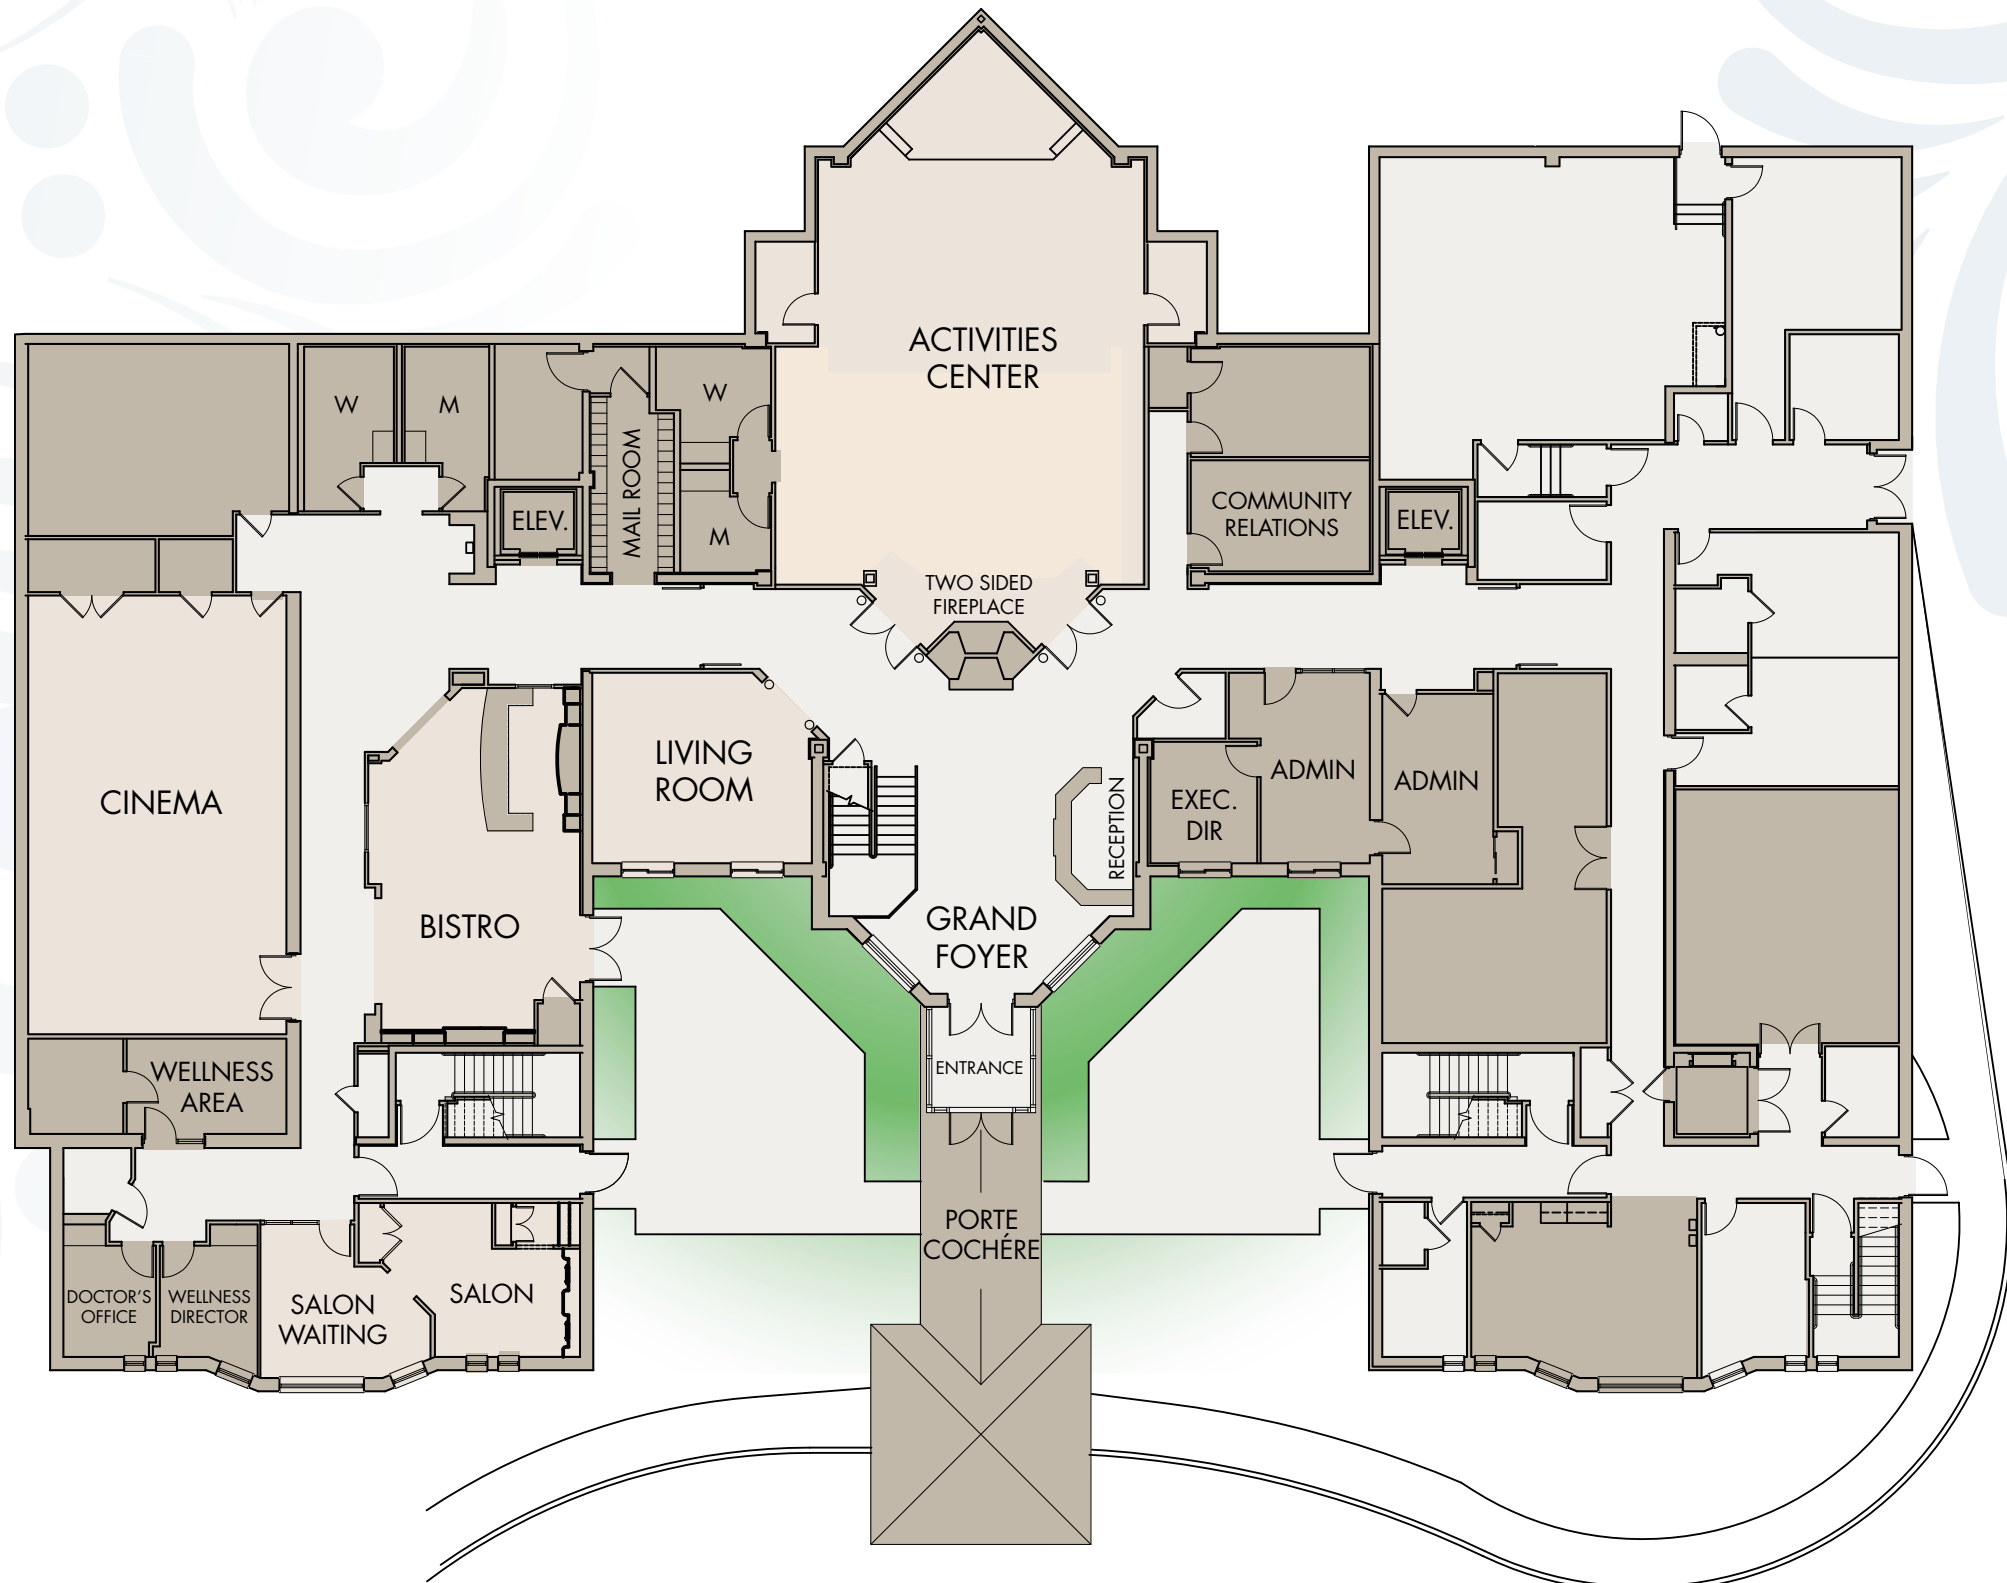 ACTIVITIES
CENTER
W
M
W
MAIL ROOM
M
ELEV.
COMMUNITY
RELATIONS
ELEV.
TWO SIDED
FIREPLACE
CINEMA
LIVING
ROOM
BISTRO
RECEPTION
EXEC.
DIR
ADMIN
ADMIN
GRAND
FOYER
ENTRANCE
WELLNESS
AREA
PORTE
COCHÉRE
DOCTOR'S
OFFICE
WELLNESS
DIRECTOR
SALON
WAITING
SALON